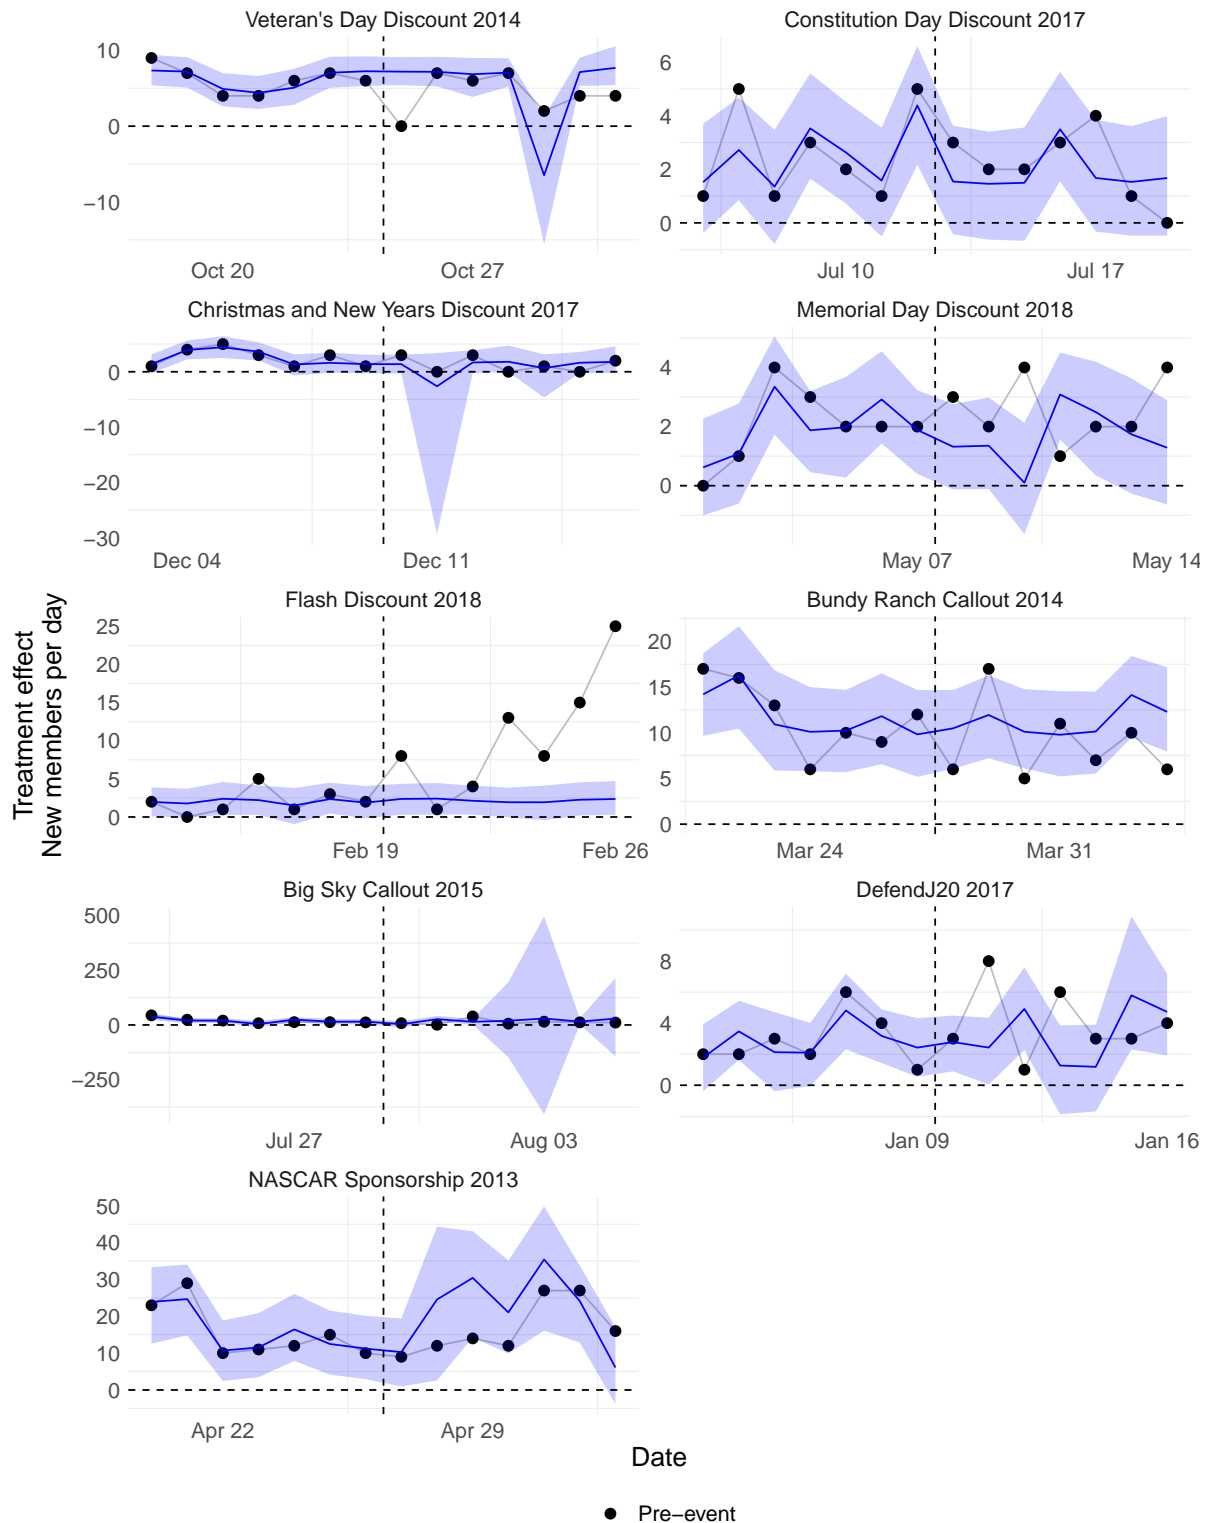 Veteran's Day Discount 2014
10
0
−10
Oct 20 Oct 27
Constitution Day Discount 2017
6
4
2
0
Jul 10 Jul 17
Christmas and New Years Discount 2017
0
−10
−20
−30
Dec 04 Dec 11
Memorial Day Discount 2018
4
2
0
May 07 May 14
Flash Discount 2018
25
20
15
10
5
0
Feb 19 Feb 26
Bundy Ranch Callout 2014
20
15
10
5
0
Mar 24 Mar 31
Treatment effect
New members per day
Big Sky Callout 2015
500
250
0
−250
Jul 27 Aug 03
DefendJ20 2017
8
4
0
Jan 09 Jan 16
NASCAR Sponsorship 2013
50
40
30
20
10
0
Apr 22 Apr 29
Date
Pre−event